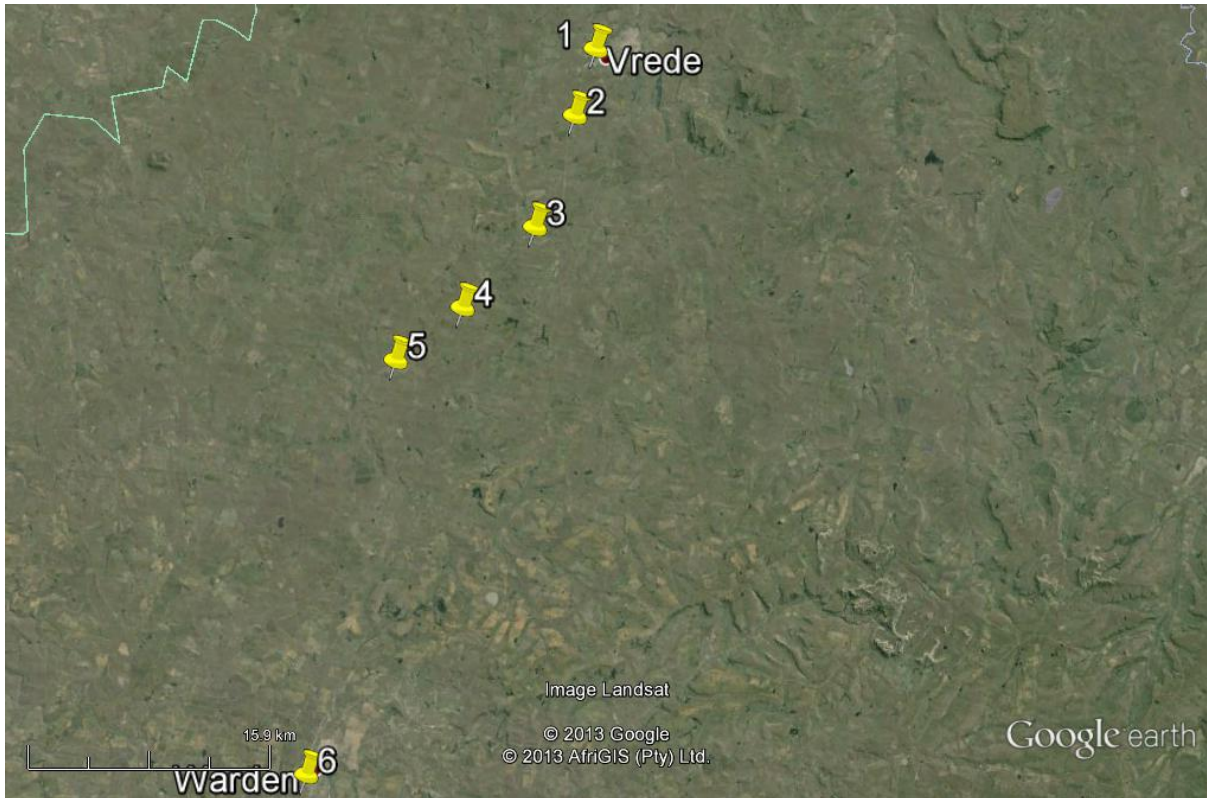 1
Vrede
2
3
4
5
Image Landsat
15.9 km
© 2013 Google
© 2013 AfriGIS (Pty) Ltd.
Google earth
6
Warden